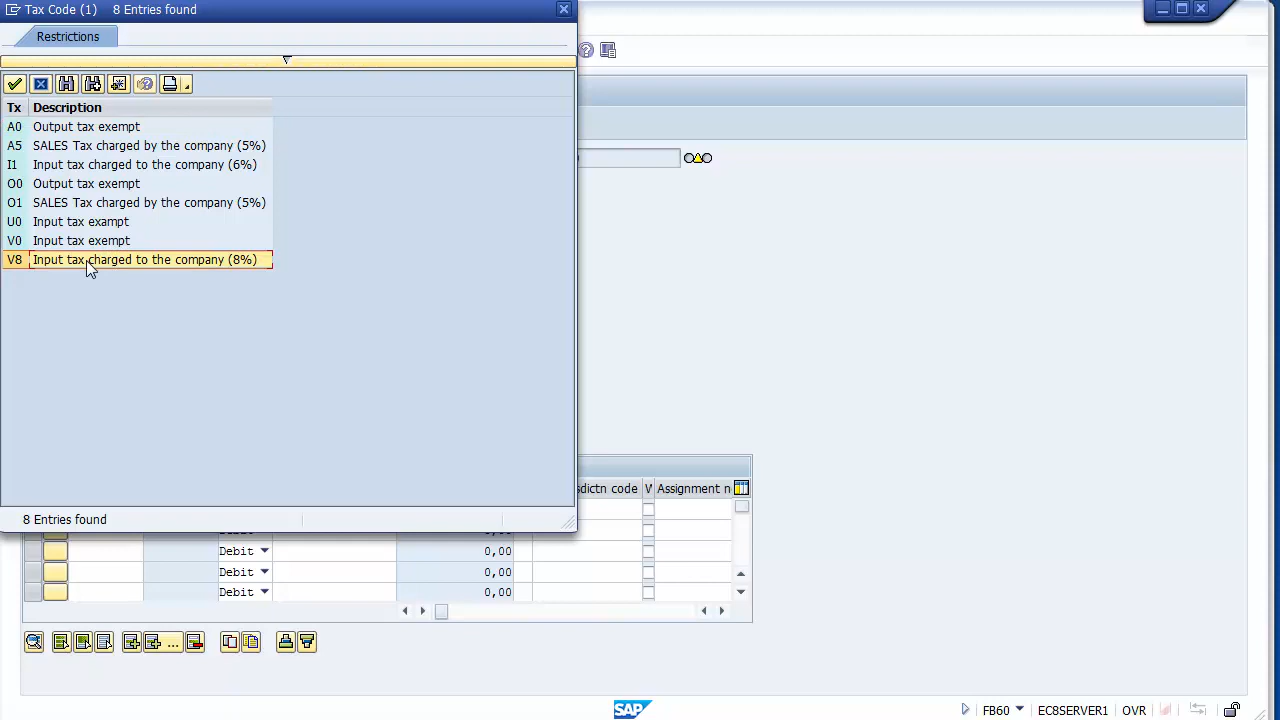 Tax Code (1)   8 Entries found
Restrictions
Tx Description
A0 Output tax exempt
A5 SALES Tax charged by the company (5%)
I1 Input tax charged to the company (6%)
O0 Output tax exempt
O1 SALES Tax charged by the company (5%)
U0 Input tax exampt
V0 Input tax exempt
V8 Input tax charged to the company (8%)
sdictn code W Assignment n
8 Entries found
Debit 0,00
Debit 0,00
Debit 0,00
...
SAP FB60 ECSERVER1 OVR